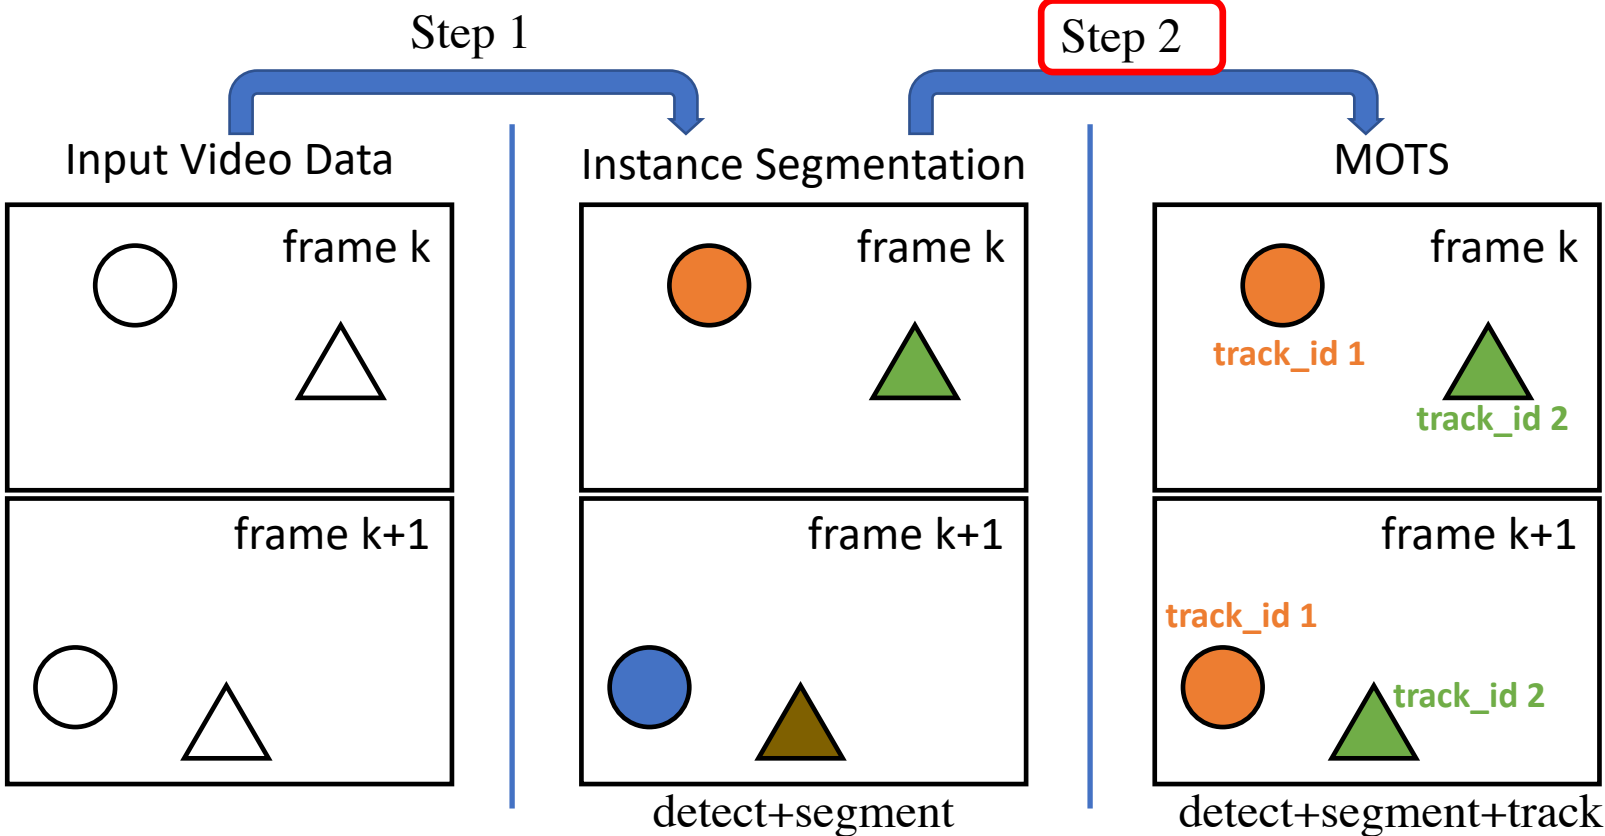 Step 1
Step 2
Input Video Data
Instance Segmentation
MOTS
frame k
frame k
frame k
track_id 1
track_id 2
frame k+1
frame k+1
frame k+1
track_id 1
track_id 2
detect+segment
detect+segment+track